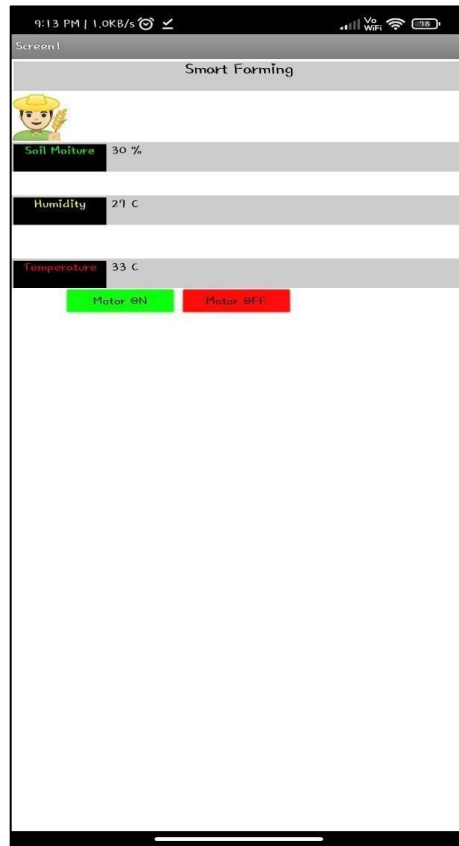 9:13 PM | 1.0KB/s Vo WiFi 78
Screen1
Smart Farming
Soil Moiture 30 %
Humidity 27 C
Temperature 33 C
Motor ON Motor OFF